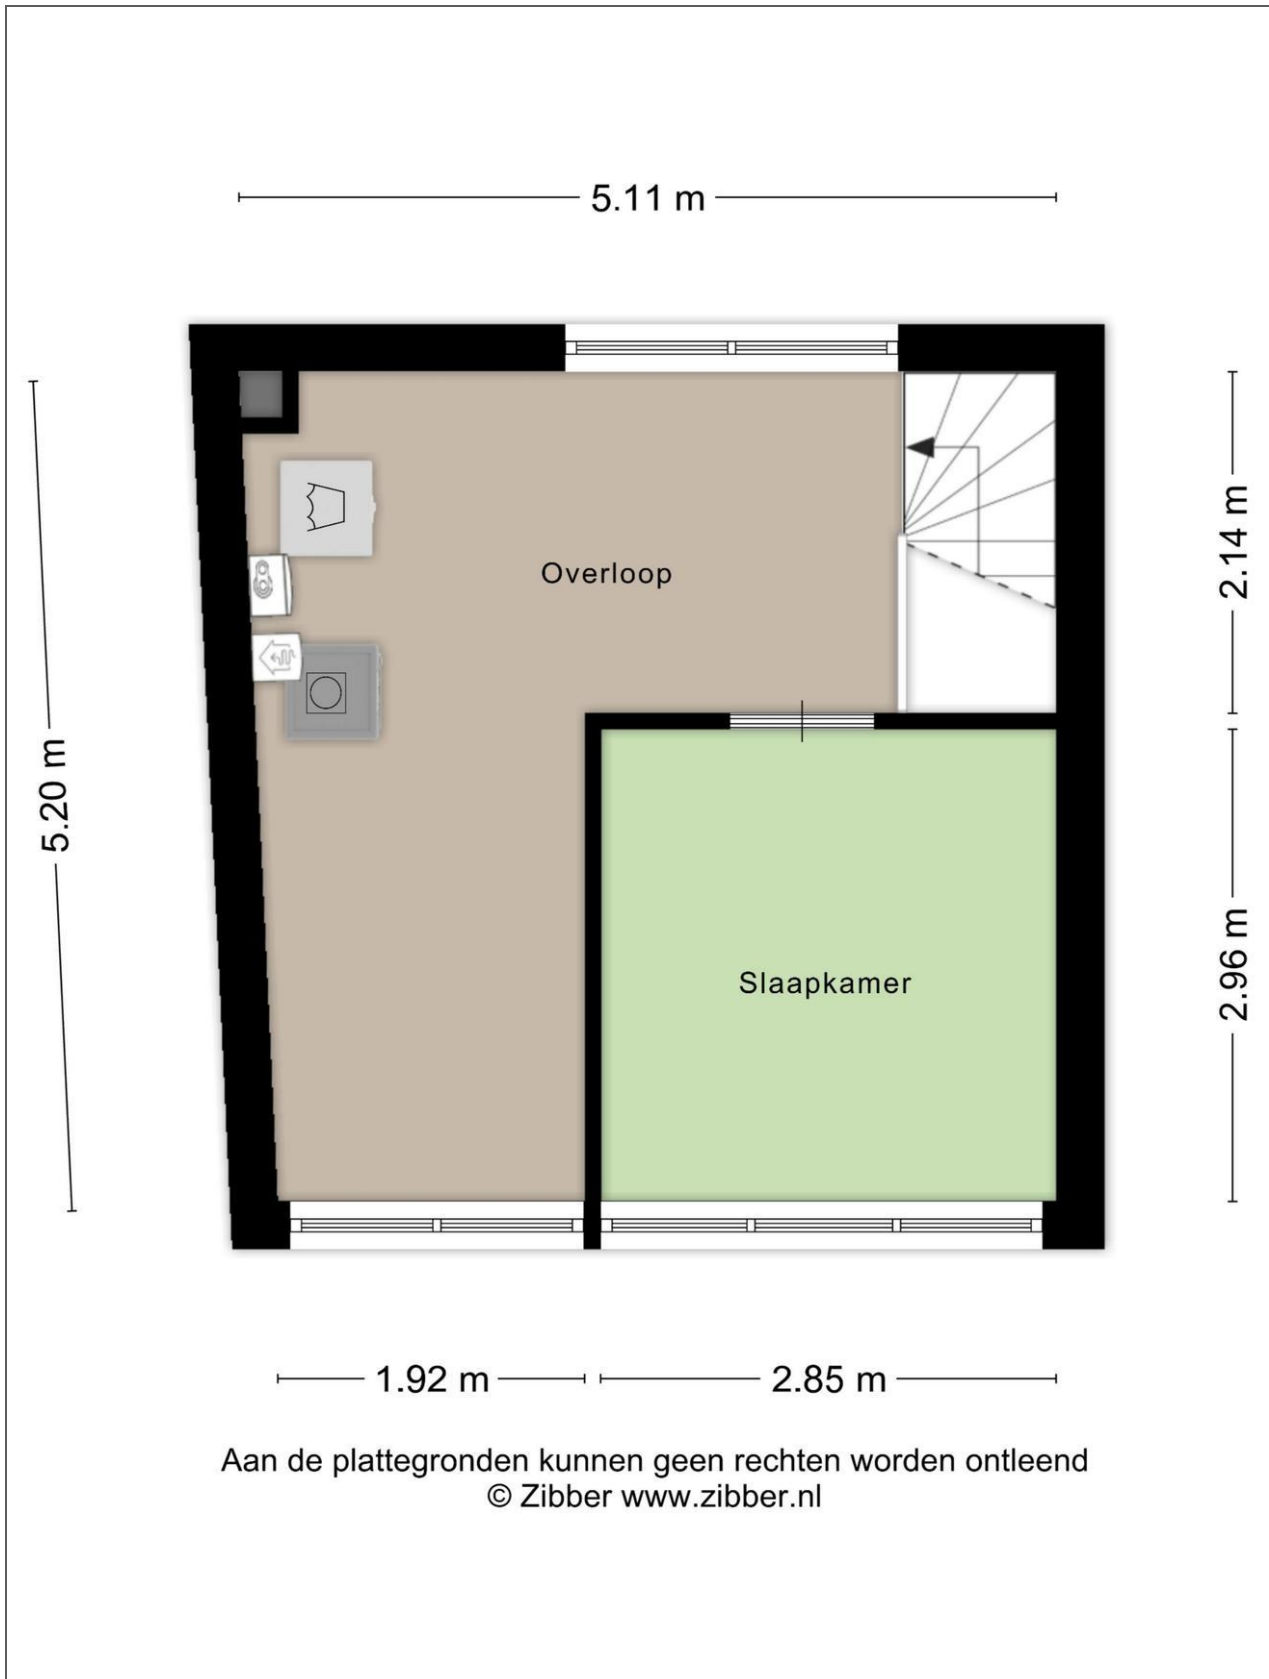 5.11 m
2.14 m
Overloop
5.20 m
Slaapkamer
2.96 m
1.92 m
2.85 m
Aan de plattegronden kunnen geen rechten worden ontleend
© Zibber www.zibber.nl